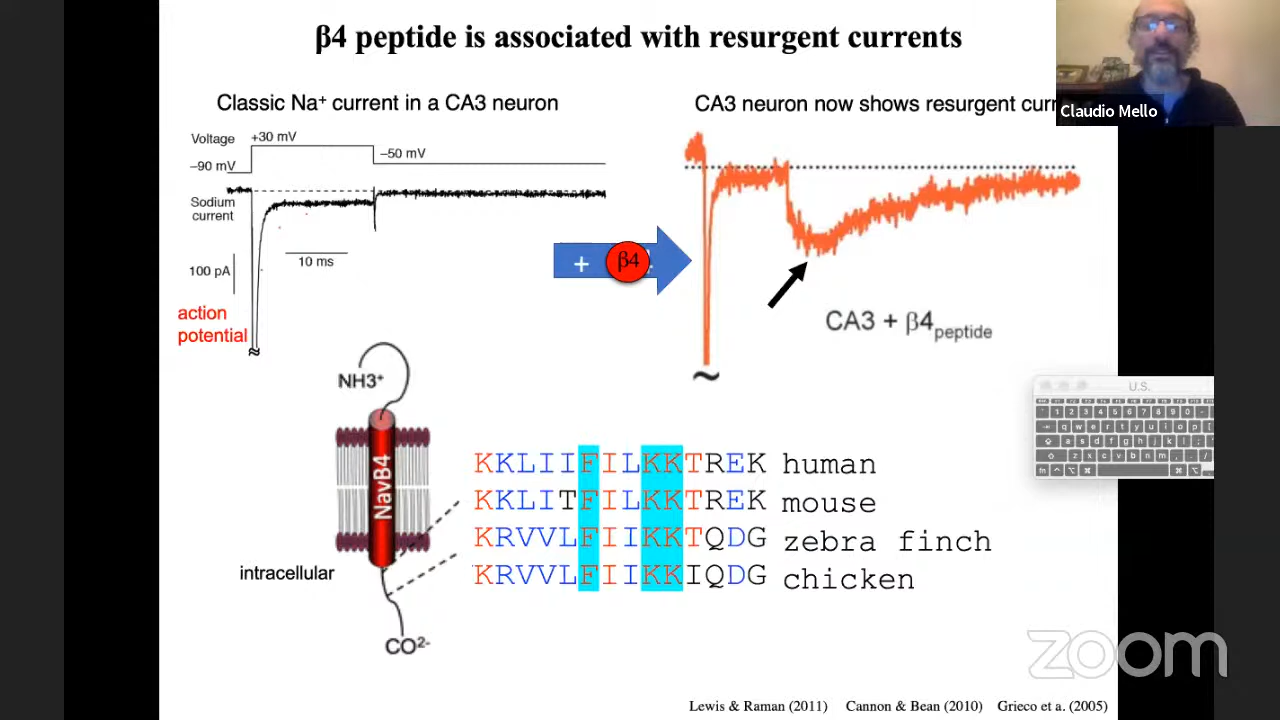 β4 peptide is associated with resurgent currents
Claudio Mello
Classic Na⁺ current in a CA3 neuron
CA3 neuron now shows resurgent curr
Voltage
+30 mV
−50 mV
−90 mV
Sodium
current
10 ms
100 pA
action
potential
≈
+
β4
CA3 + β4peptide
~
U.S.
NH3⁺
NavB4
intracellular
CO²⁻
KKLIIFILKKTREK human
KKLITFILKKTREK mouse
KRVVLFIIKKTQDG zebra finch
KRVVLFIIKKIQDG chicken
zoom
Lewis & Raman (2011) Cannon & Bean (2010) Grieco et a. (2005)